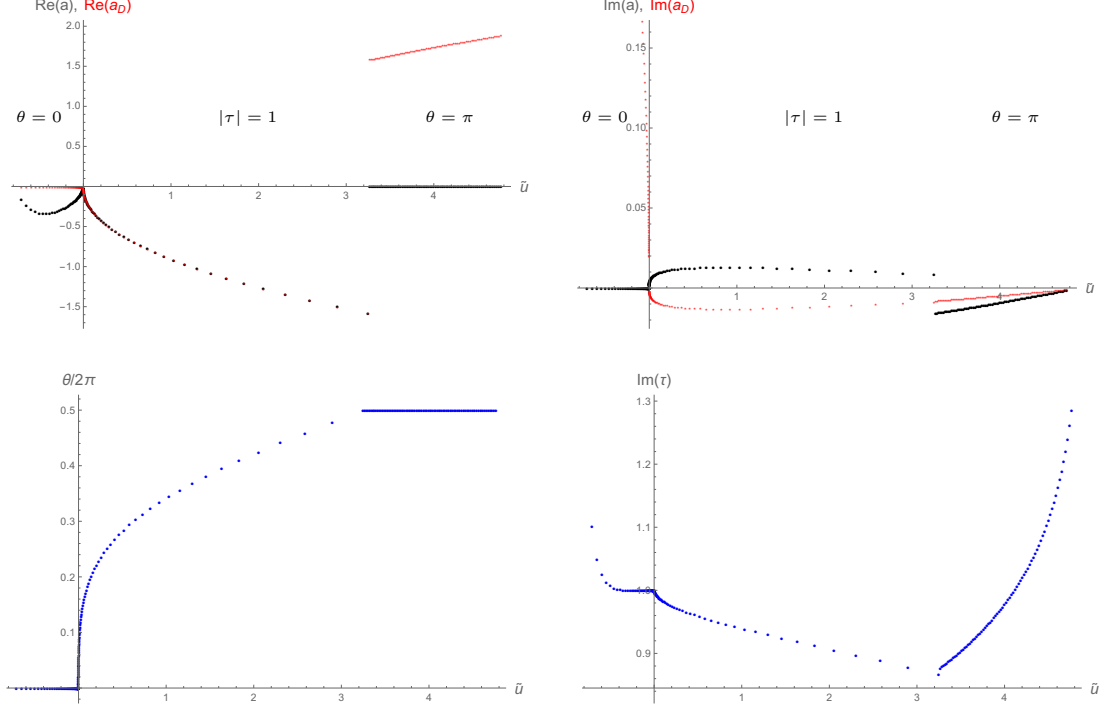 Re(a), Re(a_D)
2.0
1.5
1.0
0.5
−0.5
−1.0
−1.5
1 2 3 4 ũ
θ = 0 |τ| = 1 θ = π
Im(a), Im(a_D)
0.15
0.10
0.05
1 2 3 4 ũ
θ = 0 |τ| = 1 θ = π
θ/2π
0.5
0.4
0.3
0.2
0.1
1 2 3 4 ũ
Im(τ)
1.3
1.2
1.1
1.0
0.9
1 2 3 4 ũ